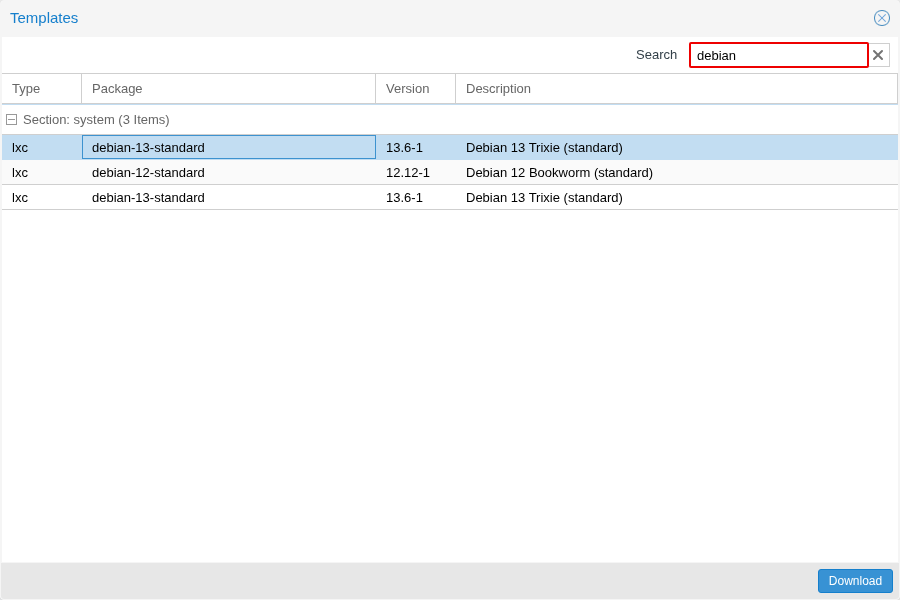 Templates
Search debian
Type Package Version Description
Section: system (3 Items)
lxc debian-13-standard 13.6-1 Debian 13 Trixie (standard)
lxc debian-12-standard 12.12-1 Debian 12 Bookworm (standard)
lxc debian-13-standard 13.6-1 Debian 13 Trixie (standard)
Download